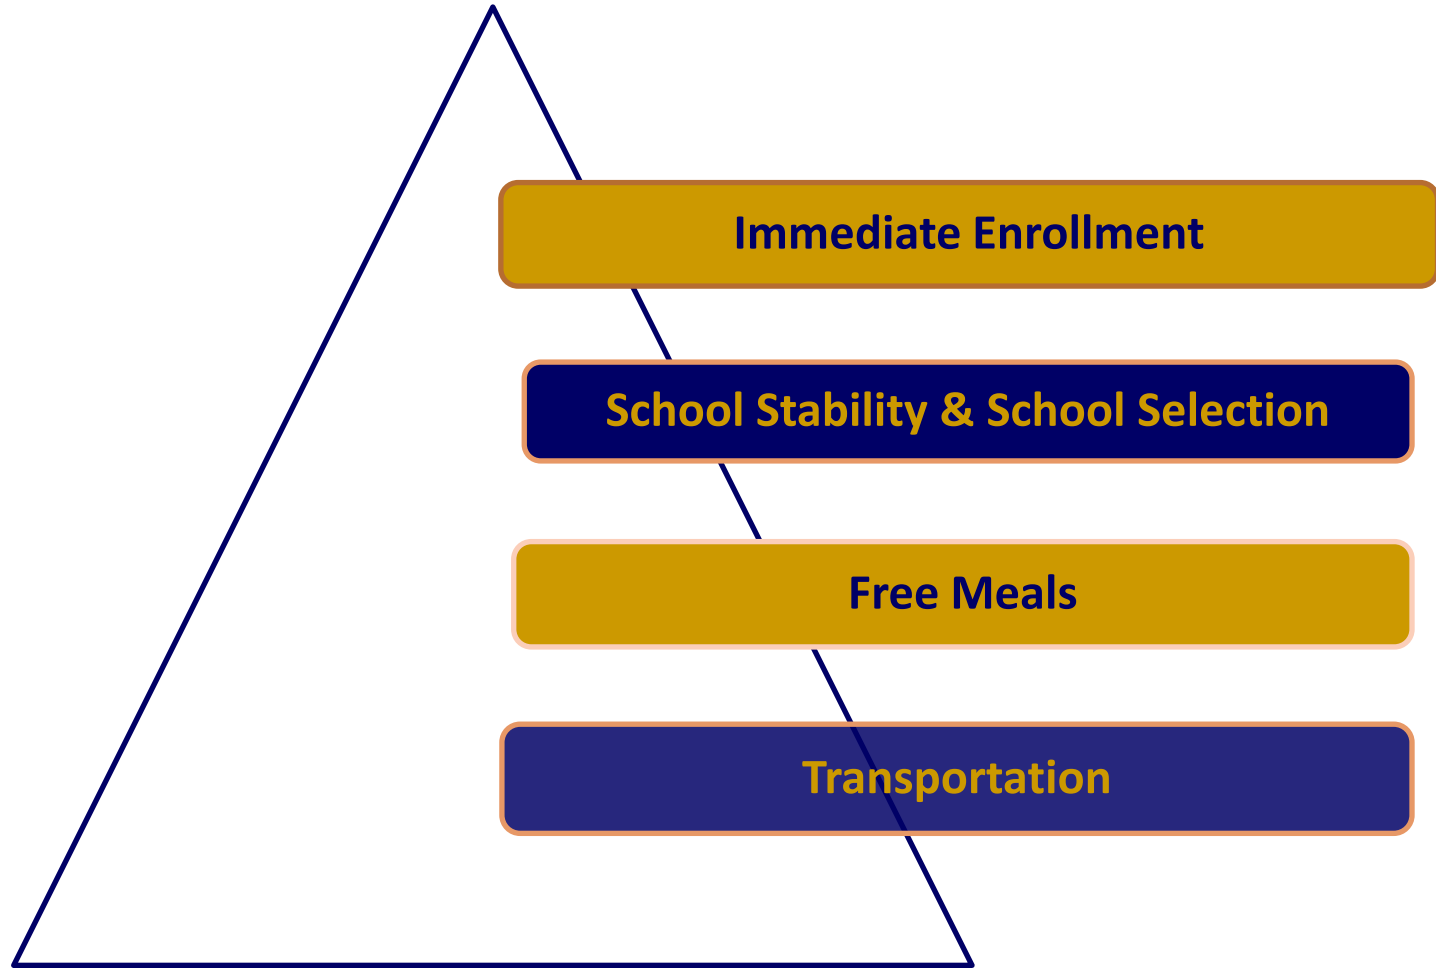 Immediate Enrollment
School Stability & School Selection
Free Meals
Transportation